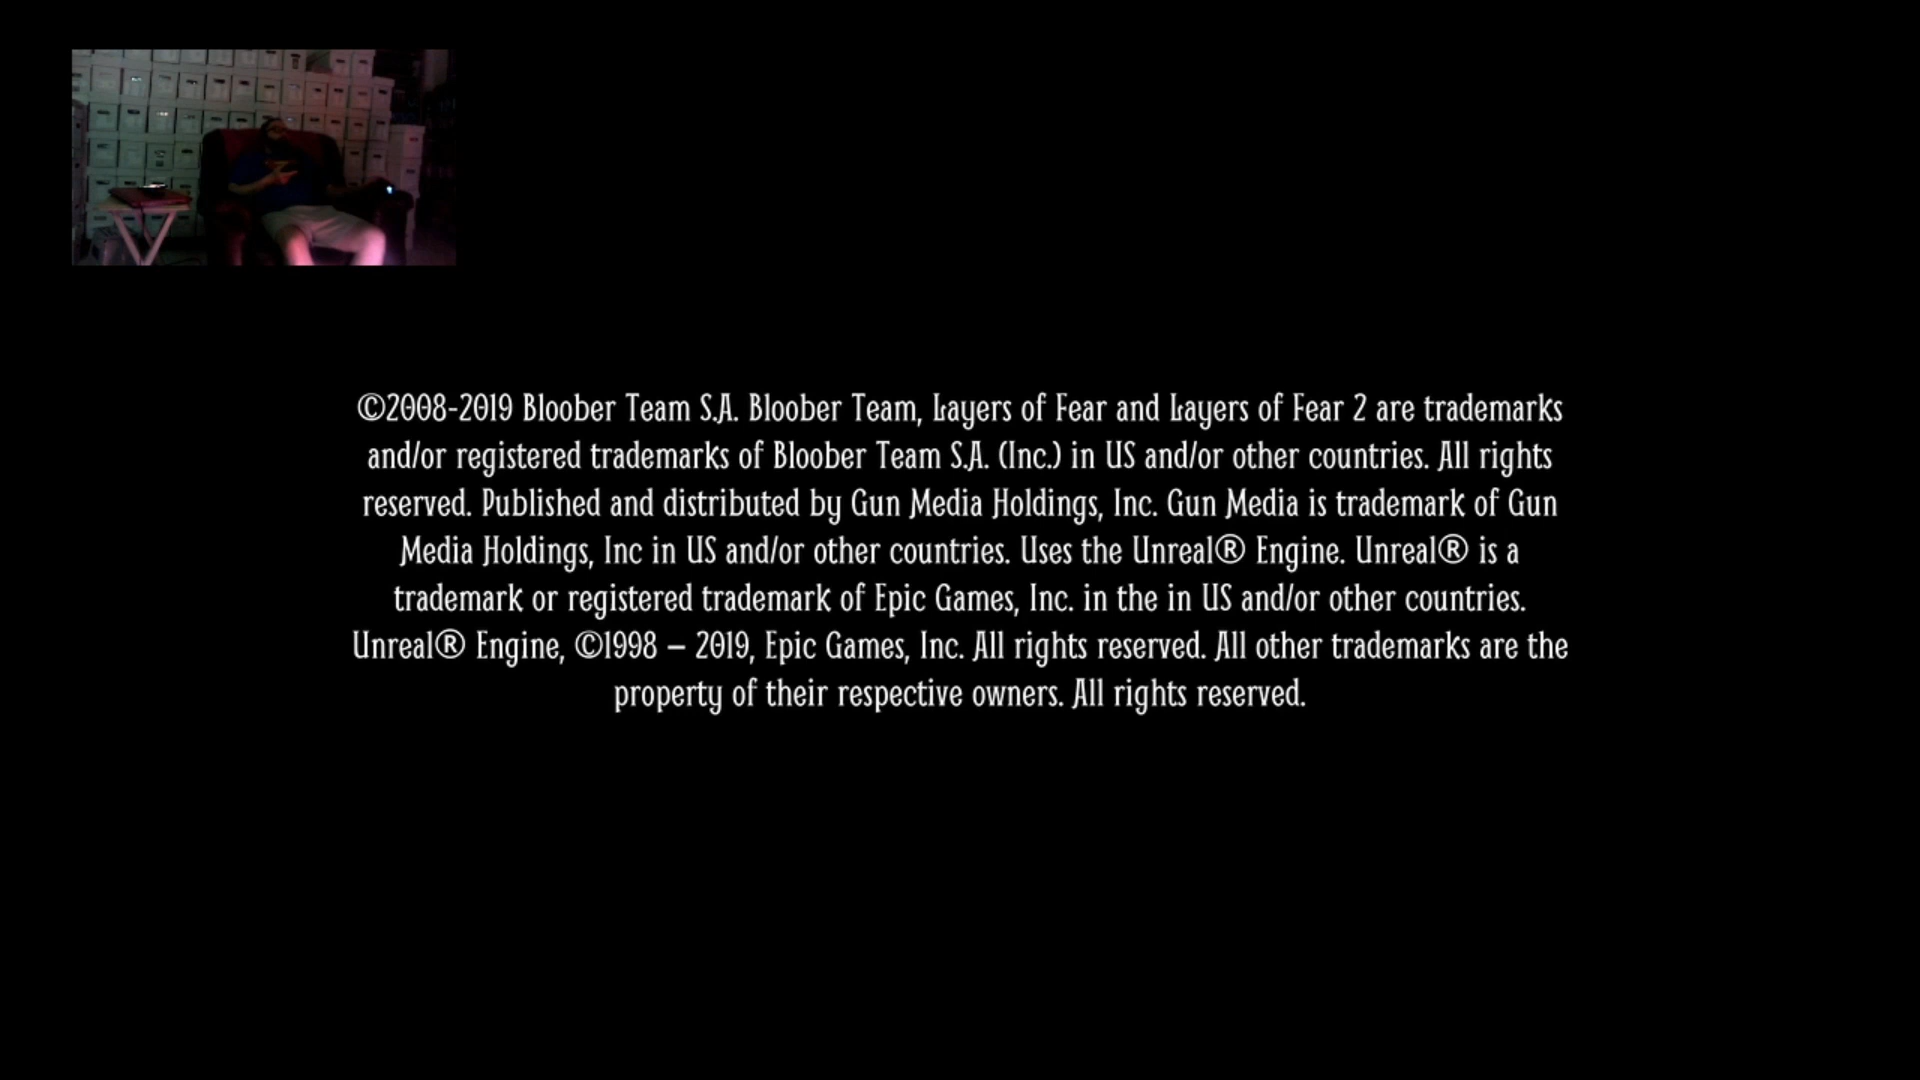 ©2008-2019 Bloober Team S.A. Bloober Team, Layers of Fear and Layers of Fear 2 are trademarks
and/or registered trademarks of Bloober Team S.A. (Inc.) in US and/or other countries. All rights
reserved. Published and distributed by Gun Media Holdings, Inc. Gun Media is trademark of Gun
Media Holdings, Inc in US and/or other countries. Uses the Unreal® Engine. Unreal® is a
trademark or registered trademark of Epic Games, Inc. in the in US and/or other countries.
Unreal® Engine, ©1998 – 2019, Epic Games, Inc. All rights reserved. All other trademarks are the
property of their respective owners. All rights reserved.